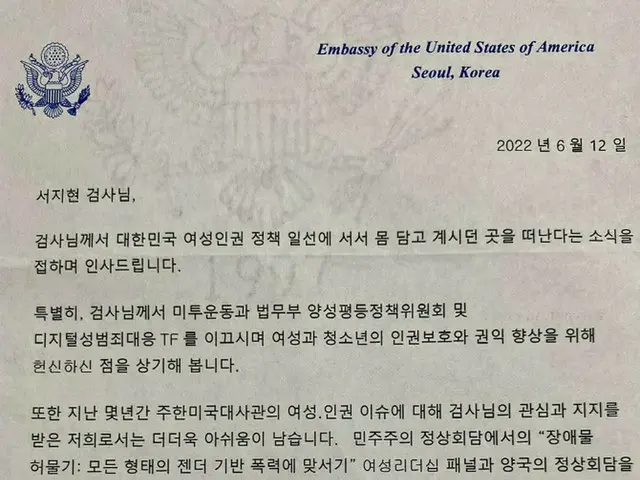 Embassy of the United States of America
Seoul, Korea
2022 년 6 월 12 일
서지현 검사님,
검사님께서 대한민국 여성인권 정책 일선에 서서 몸 담고 계시던 곳을 떠난다는 소식을
접하며 인사드립니다.
특별히, 검사님께서 미투운동과 법무부 양성평등정책위원회 및
디지털성범죄대응 TF 를 이끄시며 여성과 청소년의 인권보호와 권익 향상을 위해
헌신하신 점을 상기해 봅니다.
또한 지난 몇년간 주한미국대사관의 여성.인권 이슈에 대해 검사님의 관심과 지지를
받은 저희로서는 더더욱 아쉬움이 남습니다. 민주주의 정상회담에서의 "장애물
허물기: 모든 형태의 젠더 기반 폭력에 맞서기" 여성리더십 패널과 양국의 정상회담을